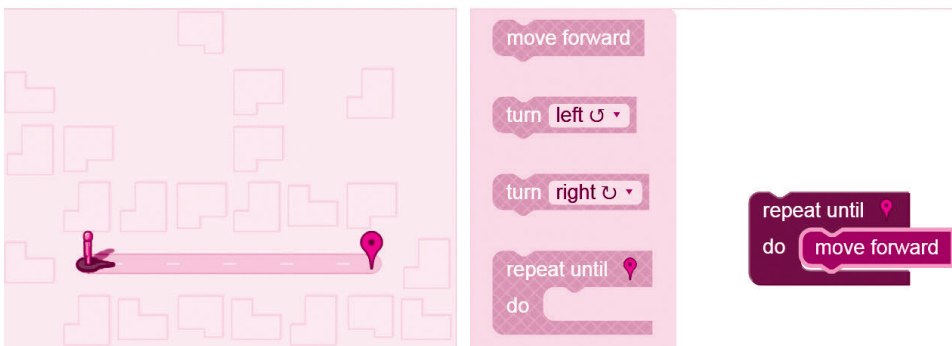 move forward
turn left
turn right
repeat until
do
repeat until
do move forward